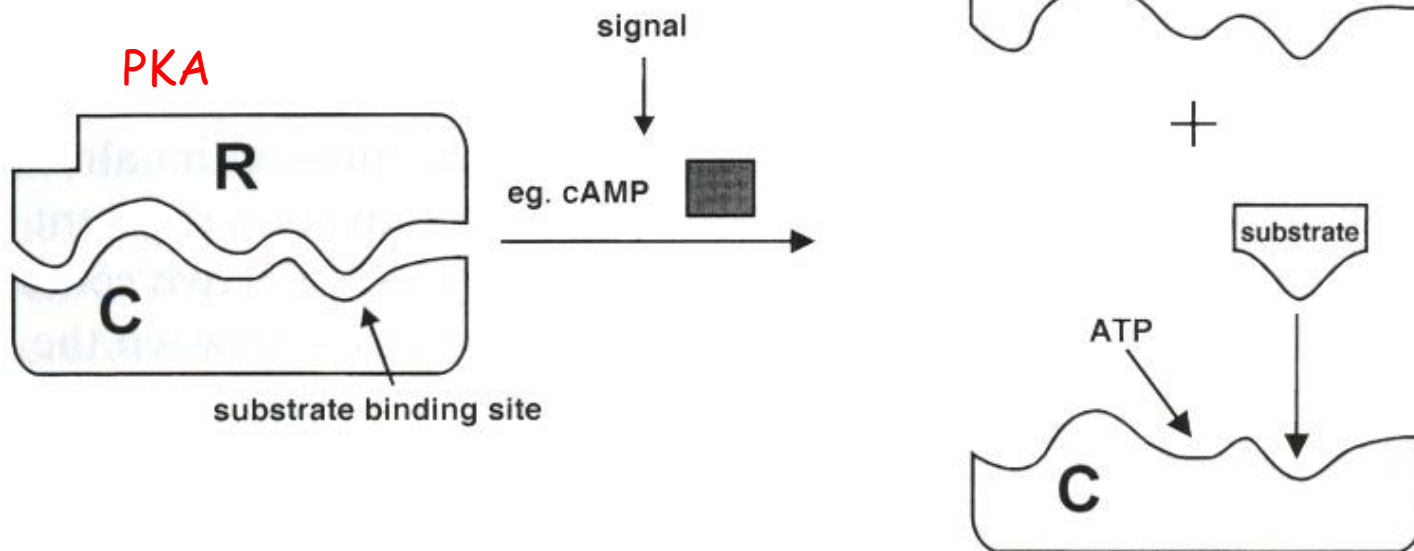 signal
PKA
R
eg. cAMP
substrate
C
ATP
substrate binding site
C